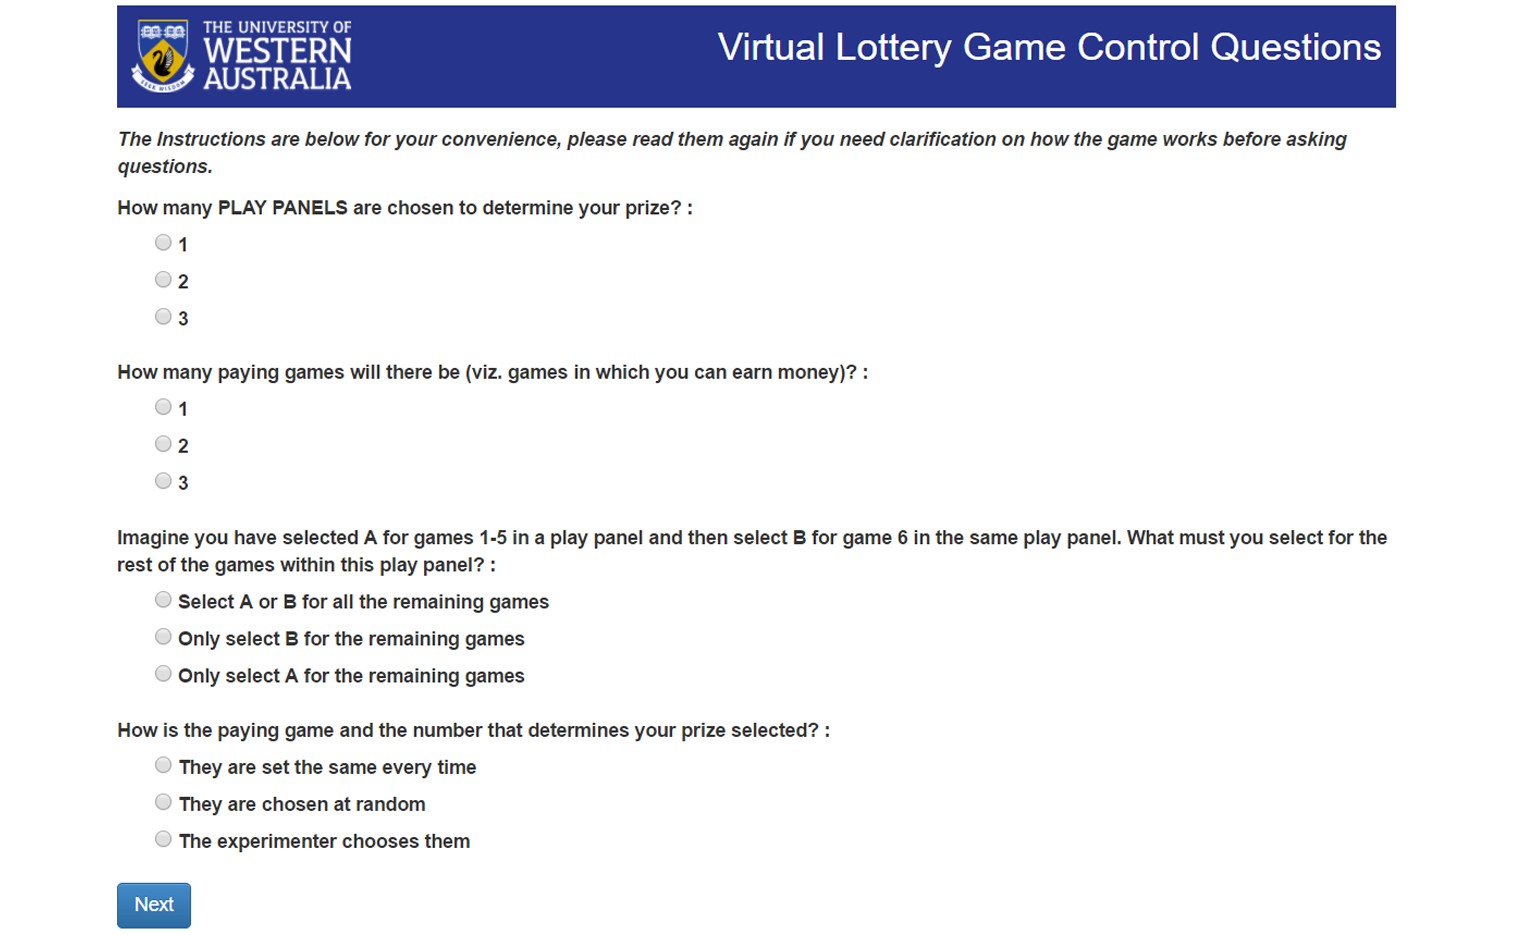 THE UNIVERSITY OF
WESTERN
AUSTRALIA
SEEK WISDOM
Virtual Lottery Game Control Questions
The Instructions are below for your convenience, please read them again if you need clarification on how the game works before asking
questions.
How many PLAY PANELS are chosen to determine your prize? :
1
2
3
How many paying games will there be (viz. games in which you can earn money)? :
1
2
3
Imagine you have selected A for games 1-5 in a play panel and then select B for game 6 in the same play panel. What must you select for the
rest of the games within this play panel? :
Select A or B for all the remaining games
Only select B for the remaining games
Only select A for the remaining games
How is the paying game and the number that determines your prize selected? :
They are set the same every time
They are chosen at random
The experimenter chooses them
Next